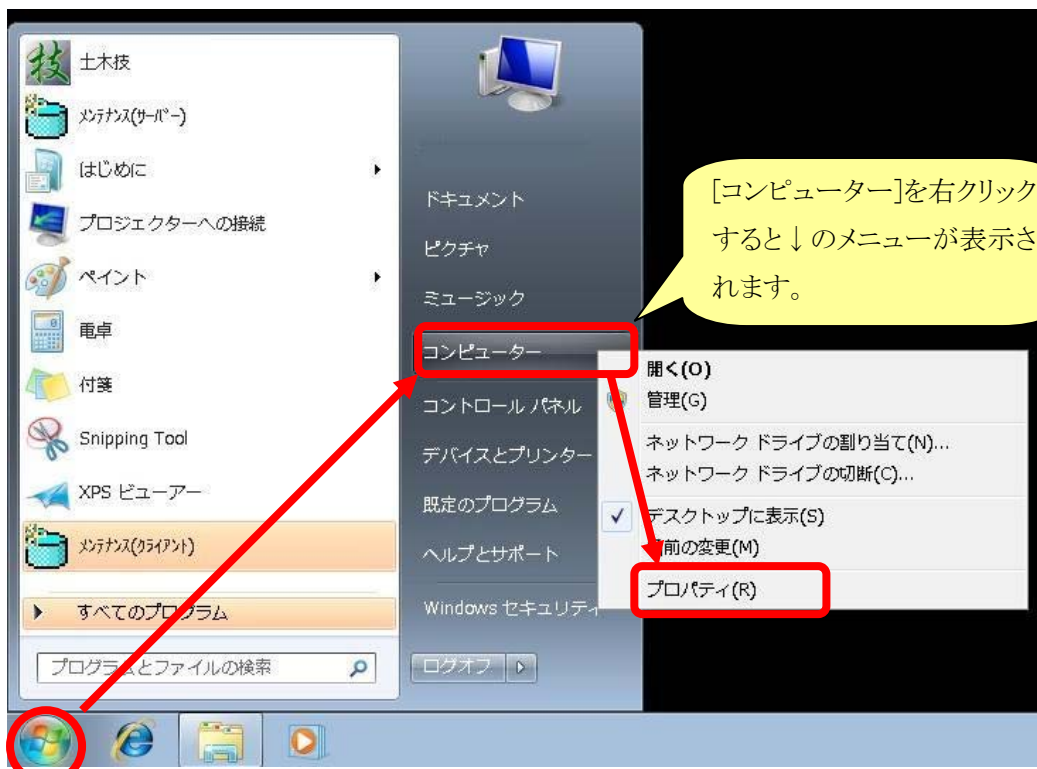 土木技
ﾒﾝﾃﾅﾝｽ(ｻｰﾊﾞｰ)
はじめに
プロジェクターへの接続
ペイント
電卓
付箋
Snipping Tool
XPS ビューアー
ﾒﾝﾃﾅﾝｽ(ｸﾗｲｱﾝﾄ)
すべてのプログラム
プログラムとファイルの検索
ドキュメント
ピクチャ
ミュージック
コンピューター
コントロール パネル
デバイスとプリンター
既定のプログラム
ヘルプとサポート
Windows セキュリティ
ログオフ
[コンピューター]を右クリック
すると↓のメニューが表示さ
れます。
開く(O)
管理(G)
ネットワーク ドライブの割り当て(N)...
ネットワーク ドライブの切断(C)...
デスクトップに表示(S)
名前の変更(M)
プロパティ(R)